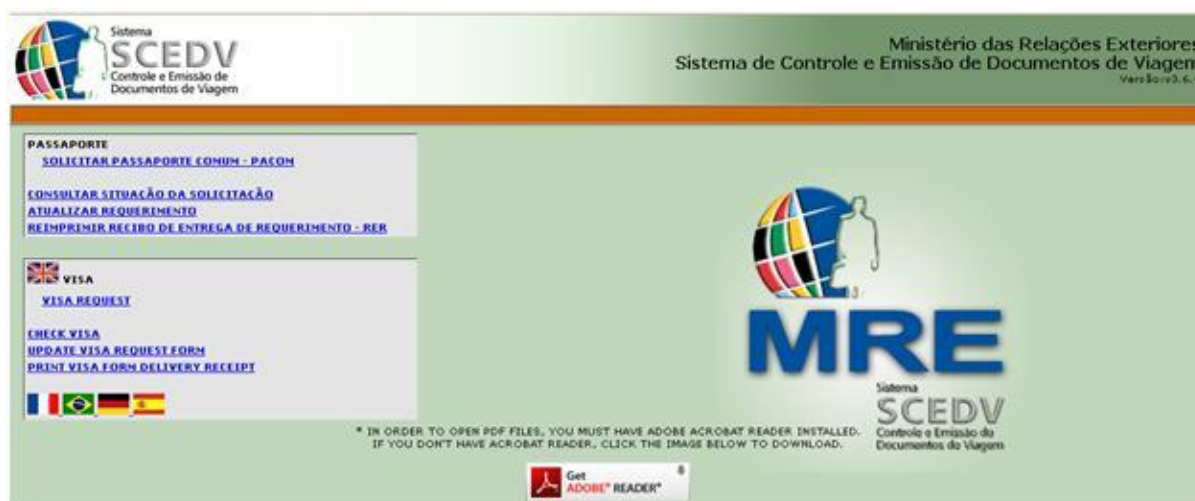 Sistema
SCEDV
Controle e Emissão de
Documentos de Viagem
Ministério das Relações Exteriores
Sistema de Controle e Emissão de Documentos de Viagem
Versão:v3.6.
PASSAPORTE
SOLICITAR PASSAPORTE COMUM - PACOM
CONSULTAR SITUAÇÃO DA SOLICITAÇÃO
ATUALIZAR REQUERIMENTO
REIMPRIMIR RECIBO DE ENTREGA DE REQUERIMENTO - RER
VISA
VISA REQUEST
CHECK VISA
UPDATE VISA REQUEST FORM
PRINT VISA FORM DELIVERY RECEIPT
MRE
Sistema
SCEDV
Controle e Emissão de
Documentos de Viagem
* IN ORDER TO OPEN PDF FILES, YOU MUST HAVE ADOBE ACROBAT READER INSTALLED.
IF YOU DON'T HAVE ACROBAT READER, CLICK THE IMAGE BELOW TO DOWNLOAD.
Get
ADOBE® READER®